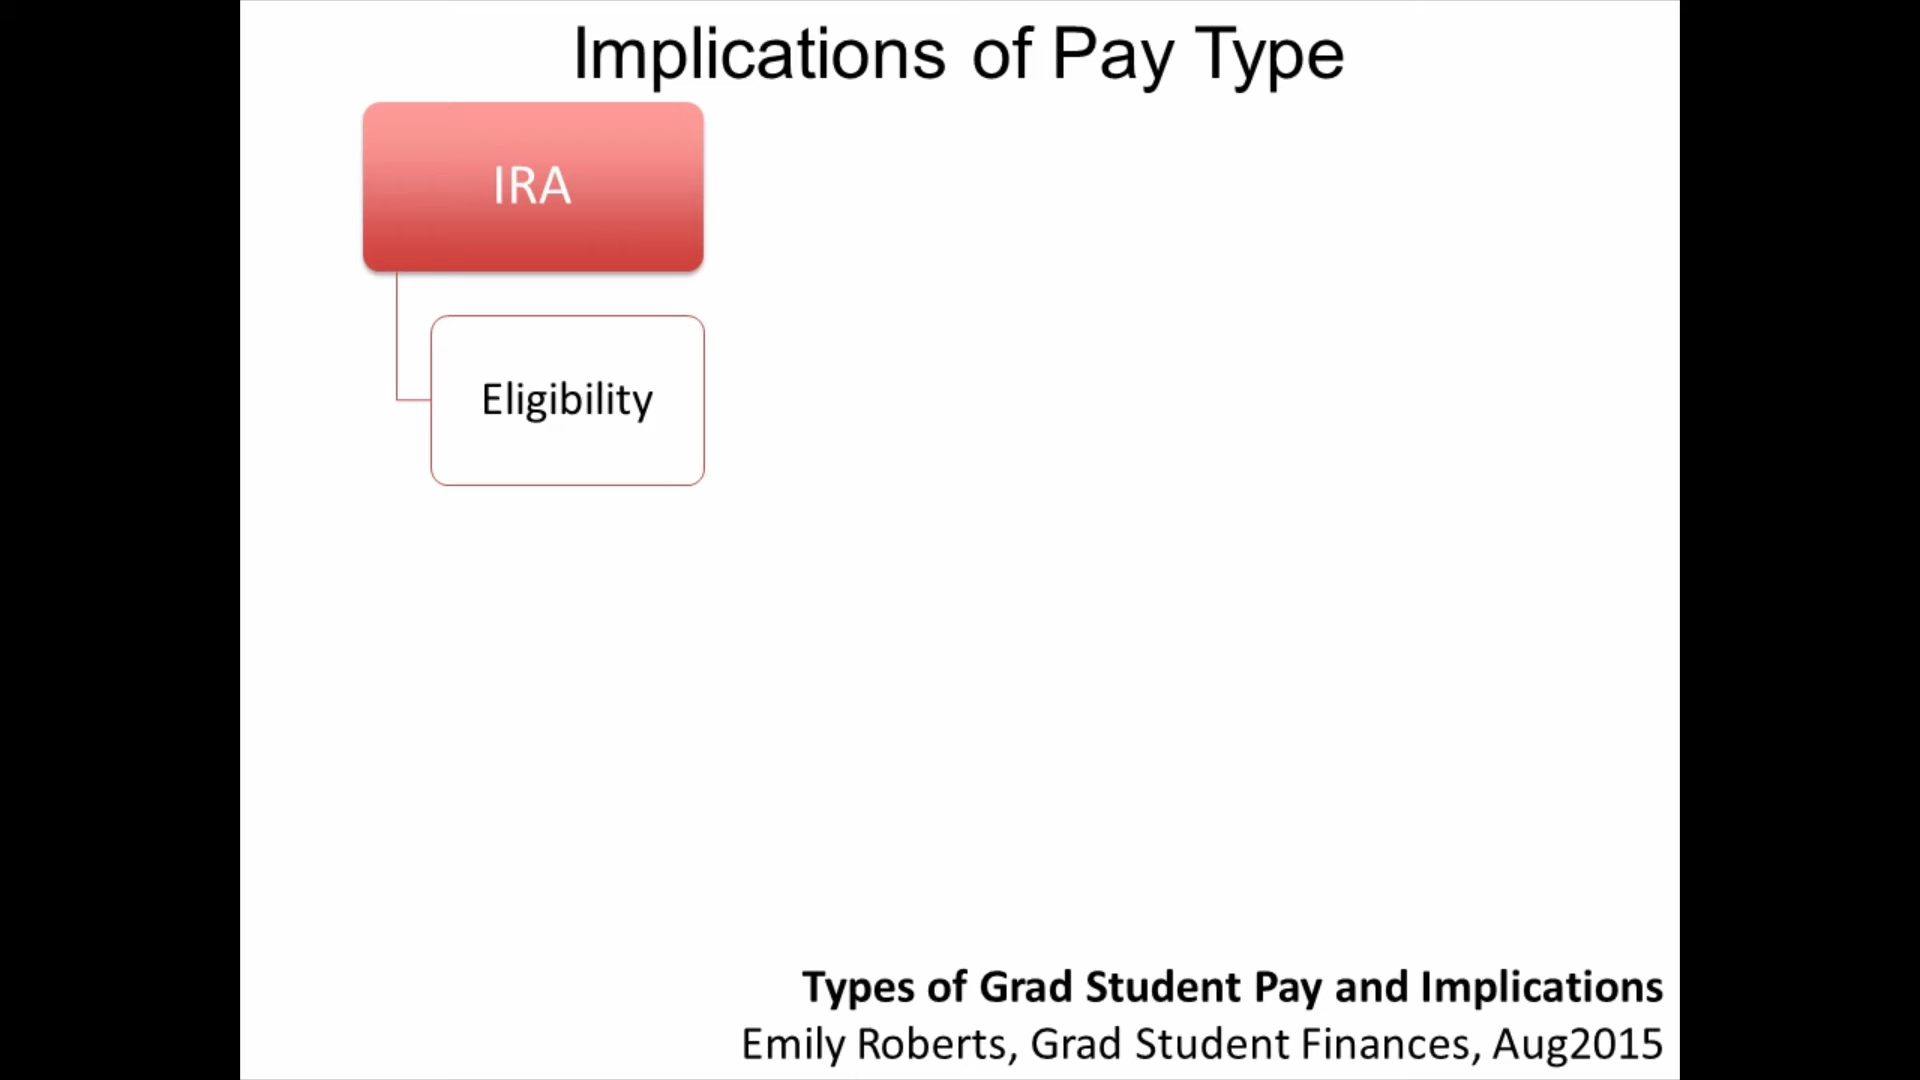 Implications of Pay Type
IRA
Eligibility
Types of Grad Student Pay and Implications
Emily Roberts, Grad Student Finances, Aug2015